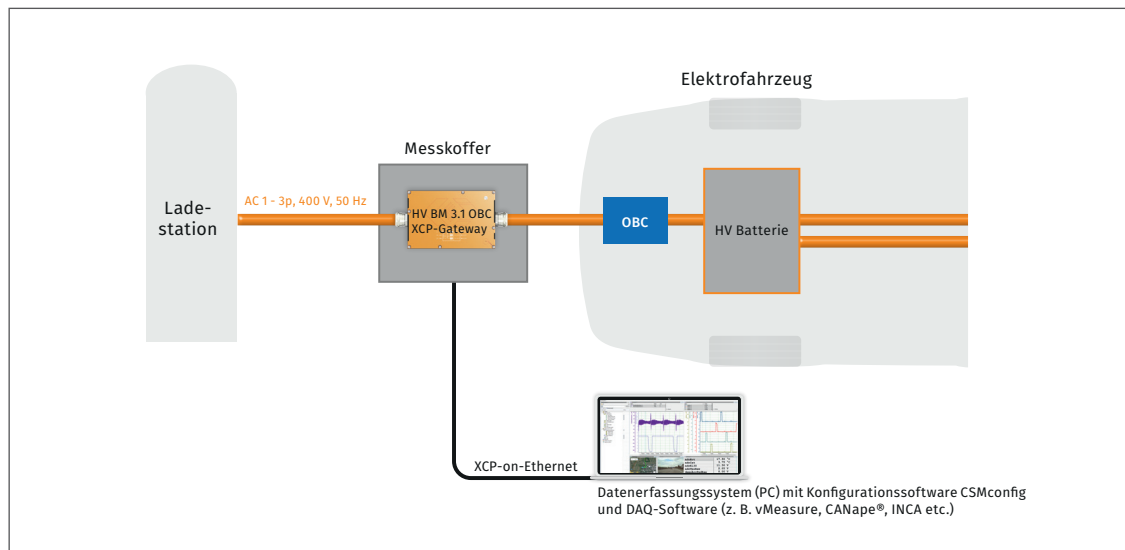 Elektrofahrzeug
Messkoffer
AC 1 - 3p, 400 V, 50 Hz
Lade-
station
HV BM 3.1 OBC
XCP-Gateway
OBC
HV Batterie
XCP-on-Ethernet
Datenerfassungssystem (PC) mit Konfigurationssoftware CSMconfig
und DAQ-Software (z. B. vMeasure, CANape®, INCA etc.)